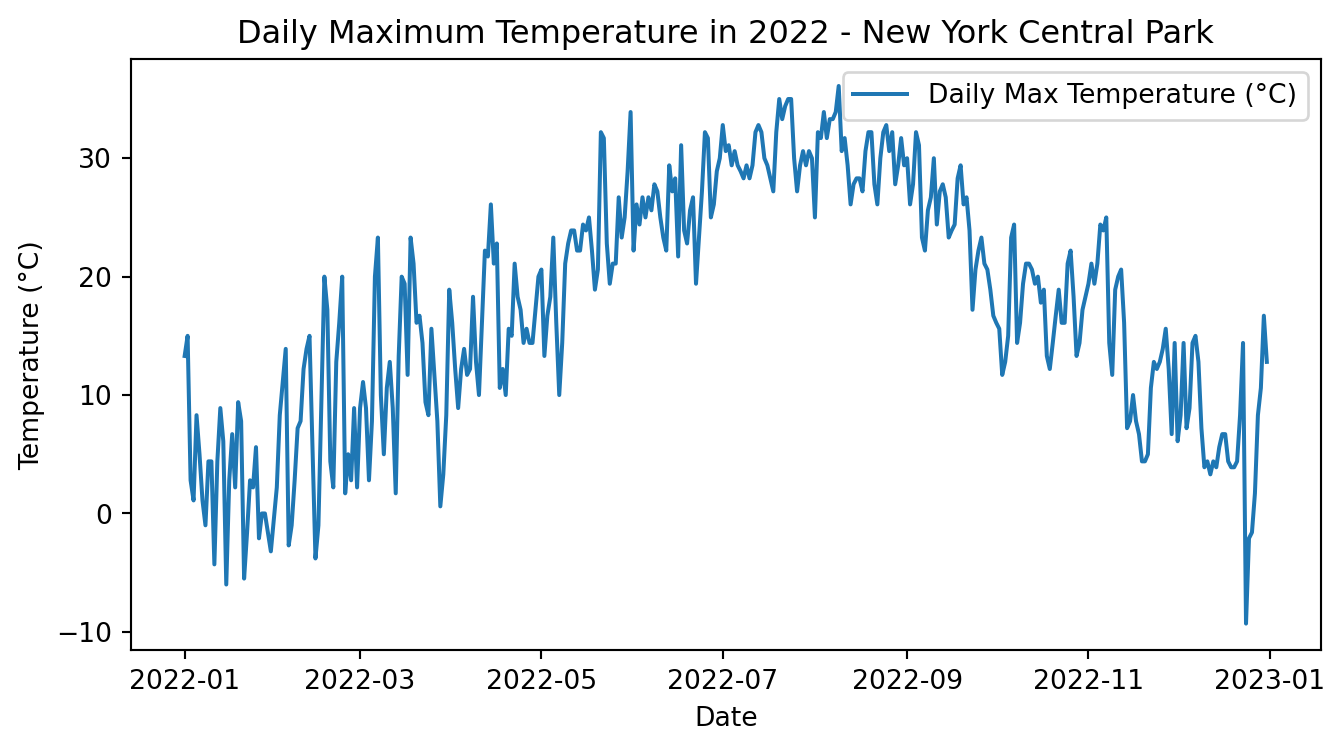 Daily Maximum Temperature in 2022 - New York Central Park
Daily Max Temperature (°C)
Temperature (°C)
30
20
10
0
−10
2022-01 2022-03 2022-05 2022-07 2022-09 2022-11 2023-01
Date